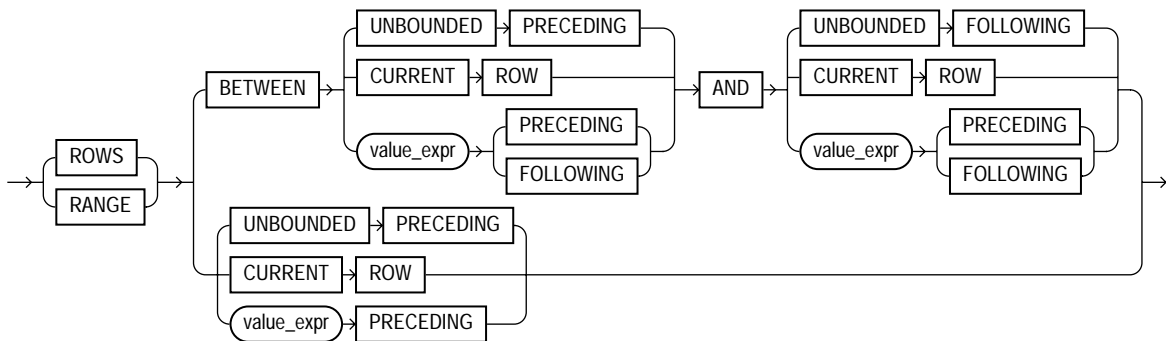 UNBOUNDED PRECEDING UNBOUNDED FOLLOWING
CURRENT ROW CURRENT ROW
BETWEEN AND
value_expr PRECEDING FOLLOWING value_expr PRECEDING FOLLOWING
ROWS
RANGE
UNBOUNDED PRECEDING
CURRENT ROW
value_expr PRECEDING